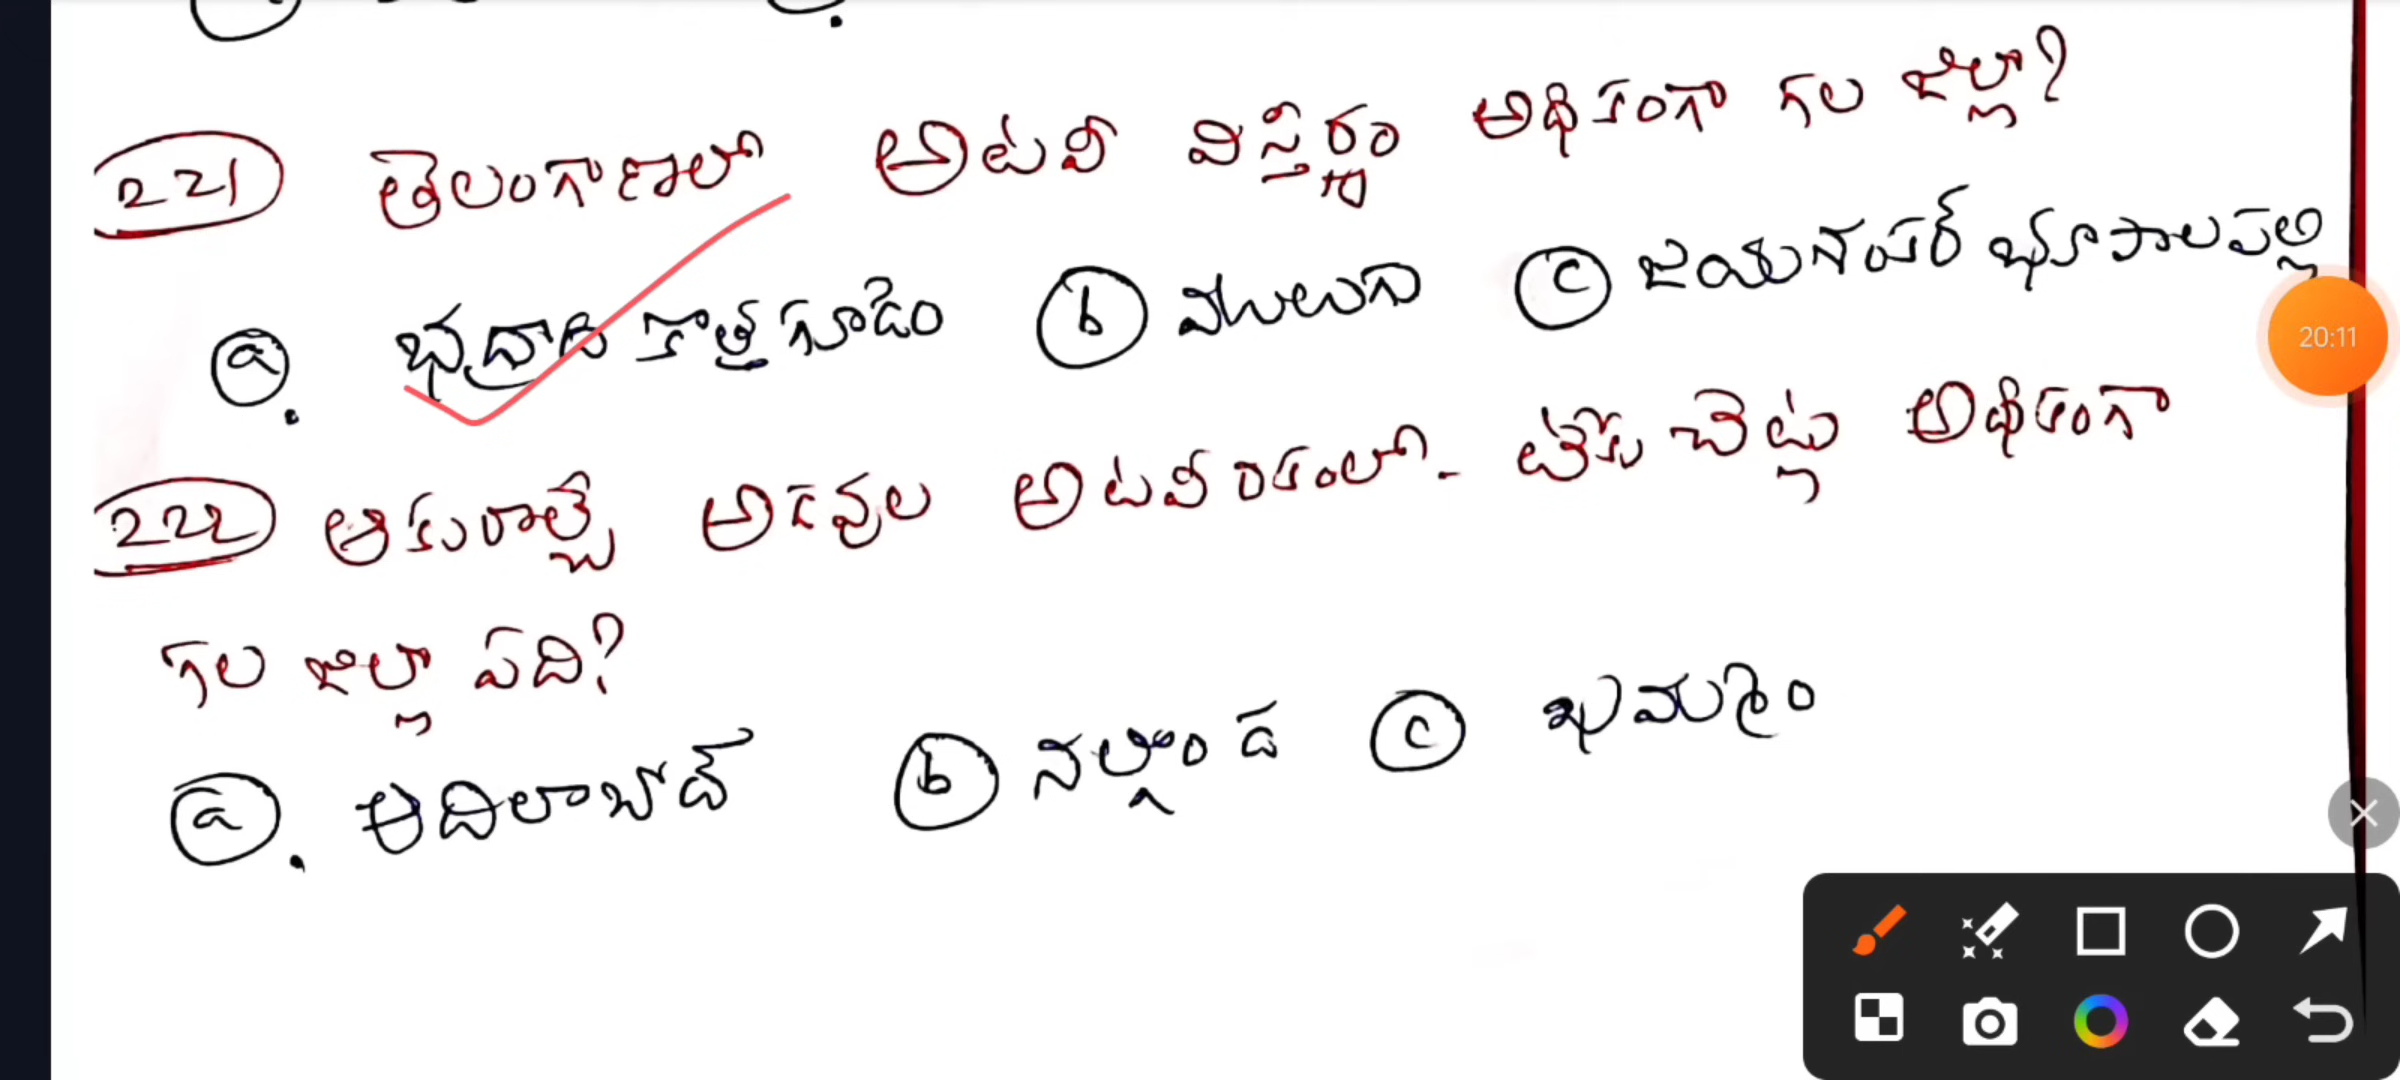 221 తెలంగాణాలో అటవీ విస్తీర్ణం అధికంగా గల జిల్లా?
a. భద్రాది కొత్తగూడెం b ములుగు c జయశంకర్ భూపాలపల్లి
20:11
222 ఆకురాల్చే అడవుల అటవీ రకంలో - టేకు చెట్లు అధికంగా
గల జిల్లా ఏది?
a. ఆదిలాబాద్ b నల్గొండ c ఖమ్మం